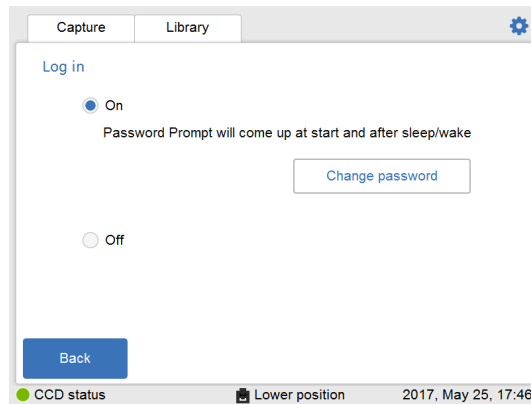 Capture Library
Log in
On
Password Prompt will come up at start and after sleep/wake
Change password
Off
Back
CCD status Lower position 2017, May 25, 17:46